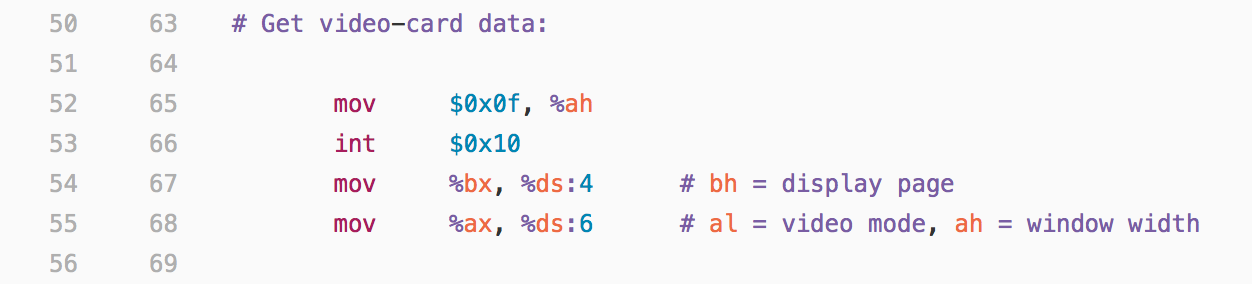 50 63 # Get video-card data:
51 64
52 65 mov $0x0f, %ah
53 66 int $0x10
54 67 mov %bx, %ds:4 # bh = display page
55 68 mov %ax, %ds:6 # al = video mode, ah = window width
56 69